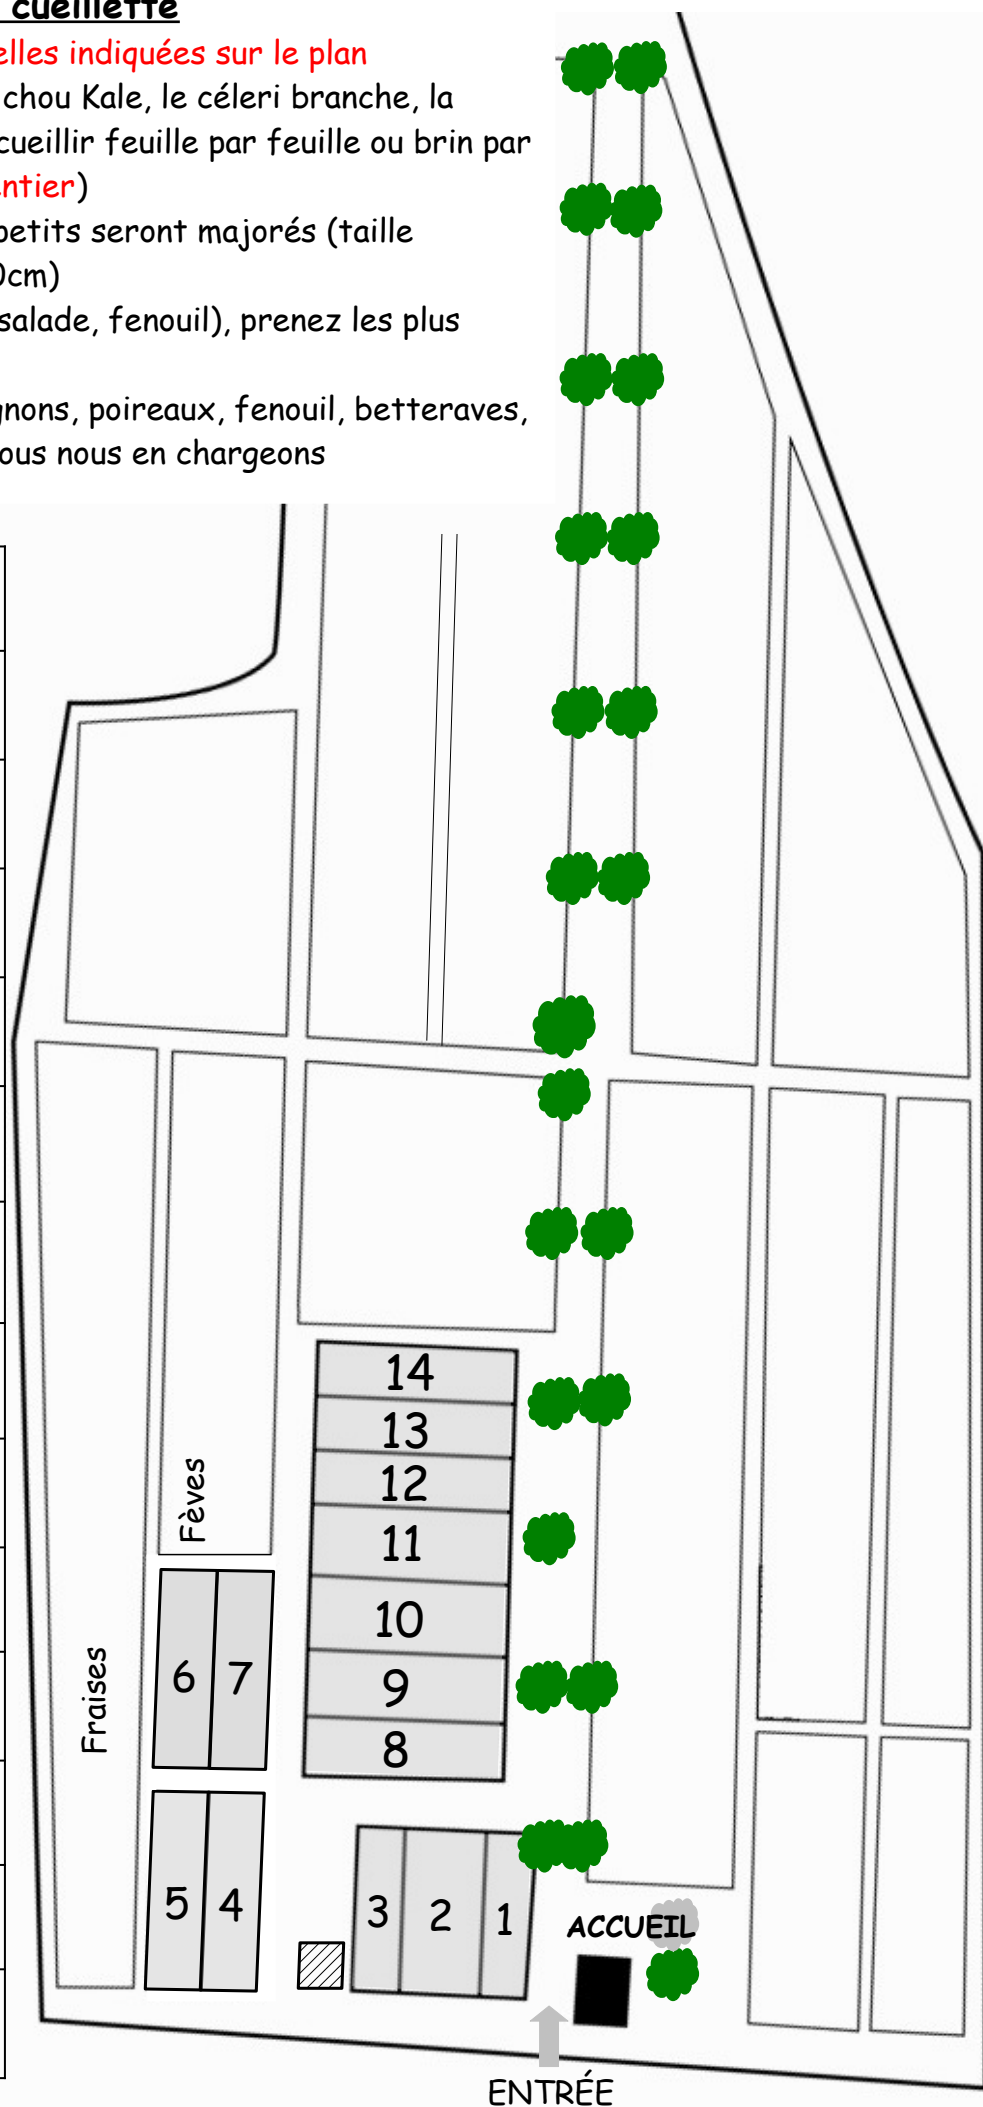 cueillette
elles indiquées sur le plan
chou Kale, le céleri branche, la
cueillir feuille par feuille ou brin par
entier)
petits seront majorés (taille
0cm)
salade, fenouil), prenez les plus
gnons, poireaux, fenouil, betteraves,
ous nous en chargeons
14
13
12
11
10
9
8
Fèves
Fraises
6 7
5 4
3 2 1
ACCUEIL
ENTRÉE